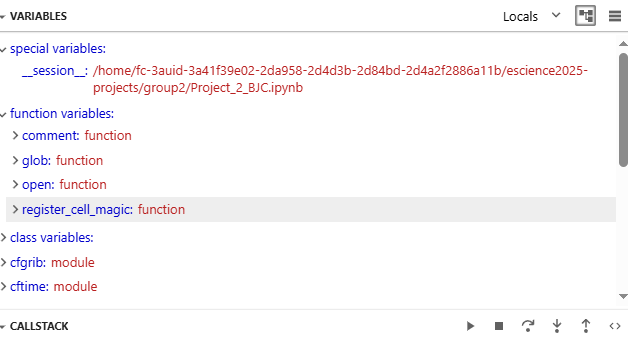 VARIABLES Locals
special variables:
__session__: /home/fc-3auid-3a41f39e02-2da958-2d4d3b-2d84bd-2d4a2f2886a11b/escience2025-
projects/group2/Project_2_BJC.ipynb
function variables:
comment: function
glob: function
open: function
register_cell_magic: function
class variables:
cfgrib: module
cftime: module
CALLSTACK